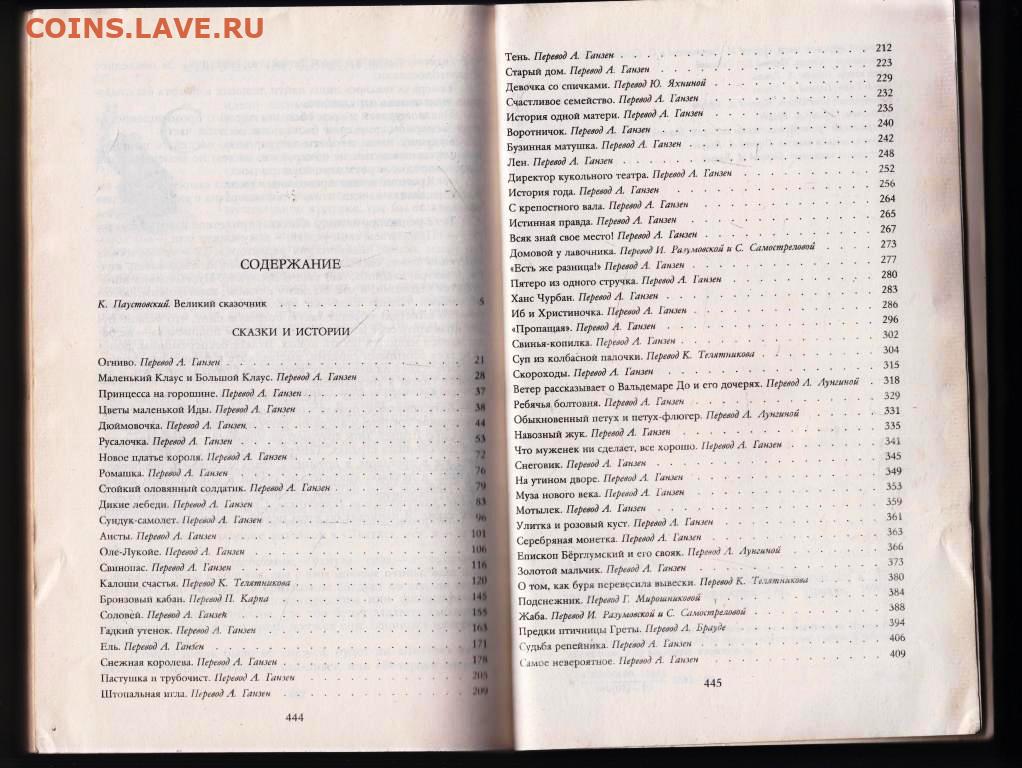 COINS.LAVE.RU
СОДЕРЖАНИЕ
К. Паустовский. Великий сказочник . . . 5
СКАЗКИ И ИСТОРИИ
Огниво. Перевод А. Ганзен . . . 21
Маленький Клаус и Большой Клаус. Перевод А. Ганзен . . . 28
Принцесса на горошине. Перевод А. Ганзен . . . 37
Цветы маленькой Иды. Перевод А. Ганзен . . . 38
Дюймовочка. Перевод А. Ганзен . . . 44
Русалочка. Перевод А. Ганзен . . . 53
Новое платье короля. Перевод А. Ганзен . . . 72
Ромашка. Перевод А. Ганзен . . . 76
Стойкий оловянный солдатик. Перевод А. Ганзен . . . 79
Дикие лебеди. Перевод А. Ганзен . . . 83
Сундук-самолет. Перевод А. Ганзен . . . 96
Аисты. Перевод А. Ганзен . . . 101
Оле-Лукойе. Перевод А. Ганзен . . . 106
Свинопас. Перевод А. Ганзен . . . 116
Калоши счастья. Перевод К. Телятникова . . . 120
Бронзовый кабан. Перевод П. Карпа . . . 145
Соловей. Перевод А. Ганзен . . . 155
Гадкий утенок. Перевод А. Ганзен . . . 163
Ель. Перевод А. Ганзен . . . 171
Снежная королева. Перевод А. Ганзен . . . 178
Пастушка и трубочист. Перевод А. Ганзен . . . 205
Штопальная игла. Перевод А. Ганзен . . . 209
444
Тень. Перевод А. Ганзен . . . 212
Старый дом. Перевод А. Ганзен . . . 223
Девочка со спичками. Перевод Ю. Яхниной . . . 229
Счастливое семейство. Перевод А. Ганзен . . . 232
История одной матери. Перевод А. Ганзен . . . 235
Воротничок. Перевод А. Ганзен . . . 240
Бузинная матушка. Перевод А. Ганзен . . . 242
Лен. Перевод А. Ганзен . . . 248
Директор кукольного театра. Перевод А. Ганзен . . . 252
История года. Перевод А. Ганзен . . . 256
С крепостного вала. Перевод А. Ганзен . . . 264
Истинная правда. Перевод А. Ганзен . . . 265
Всяк знай свое место! Перевод А. Ганзен . . . 267
Домовой у лавочника. Перевод И. Разумовской и С. Самостреловой . . . 273
«Есть же разница!» Перевод А. Ганзен . . . 277
Пятеро из одного стручка. Перевод А. Ганзен . . . 280
Ханс Чурбан. Перевод А. Ганзен . . . 283
Иб и Христиночка. Перевод А. Ганзен . . . 286
«Пропащая». Перевод А. Ганзен . . . 296
Свинья-копилка. Перевод А. Ганзен . . . 302
Суп из колбасной палочки. Перевод К. Телятникова . . . 304
Скороходы. Перевод А. Ганзен . . . 315
Ветер рассказывает о Вальдемаре До и его дочерях. Перевод Л. Лунгиной . 318
Ребячья болтовня. Перевод А. Ганзен . . . 329
Обыкновенный петух и петух-флюгер. Перевод Л. Лунгиной . . . 331
Навозный жук. Перевод А. Ганзен . . . 335
Что муженек ни сделает, все хорошо. Перевод А. Ганзен . . . 341
Снеговик. Перевод А. Ганзен . . . 345
На утином дворе. Перевод А. Ганзен . . . 349
Муза нового века. Перевод А. Ганзен . . . 353
Мотылек. Перевод А. Ганзен . . . 359
Улитка и розовый куст. Перевод А. Ганзен . . . 361
Серебряная монетка. Перевод А. Ганзен . . . 363
Епископ Бёрглумский и его свояк. Перевод Л. Лунгиной . . . 366
Золотой мальчик. Перевод А. Ганзен . . . 373
О том, как буря перевесила вывески. Перевод К. Телятникова . . . 380
Подснежник. Перевод Г. Мирошниковой . . . 384
Жаба. Перевод И. Разумовской и С. Самостреловой . . . 388
Предки птичницы Греты. Перевод Л. Брауде . . . 394
Судьба репейника. Перевод А. Ганзен . . . 406
Самое невероятное. Перевод А. Ганзен . . . 409
445